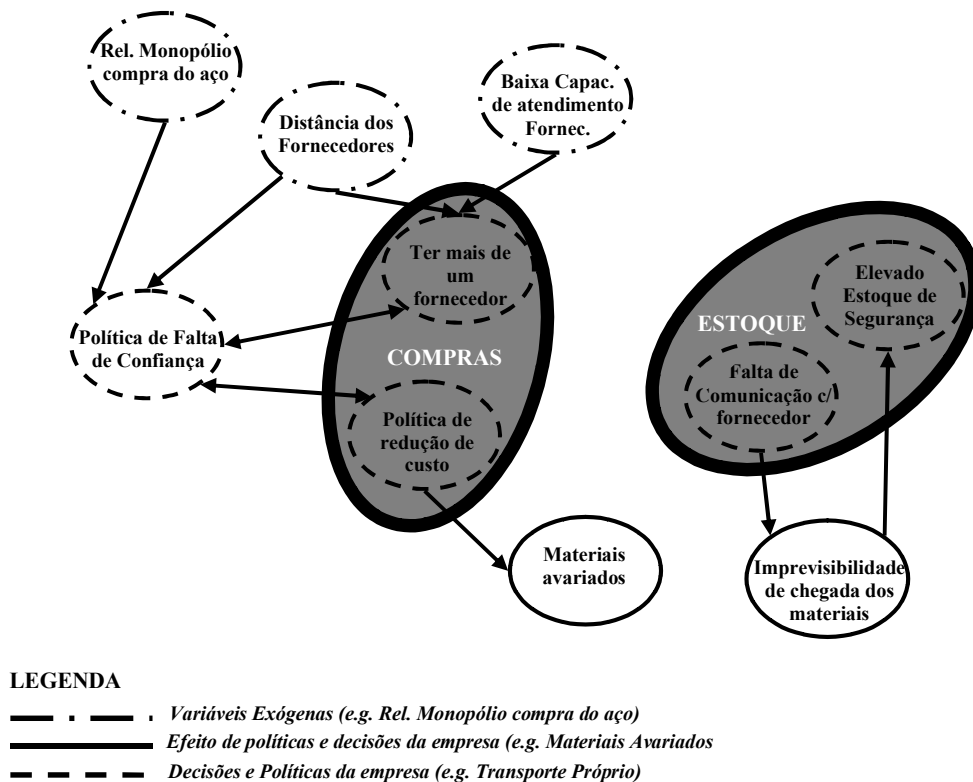 Rel. Monopólio
compra do aço
Baixa Capac.
de atendimento
Fornec.
Distância dos
Fornecedores
Ter mais de
um
fornecedor
Elevado
Estoque de
Segurança
ESTOQUE
Política de Falta
de Confiança
COMPRAS
Falta de
Comunicação c/
fornecedor
Política de
redução de
custo
Materiais
avariados
Imprevisibilidade
de chegada dos
materiais
LEGENDA
Variáveis Exógenas (e.g. Rel. Monopólio compra do aço)
Efeito de políticas e decisões da empresa (e.g. Materiais Avariados
Decisões e Políticas da empresa (e.g. Transporte Próprio)